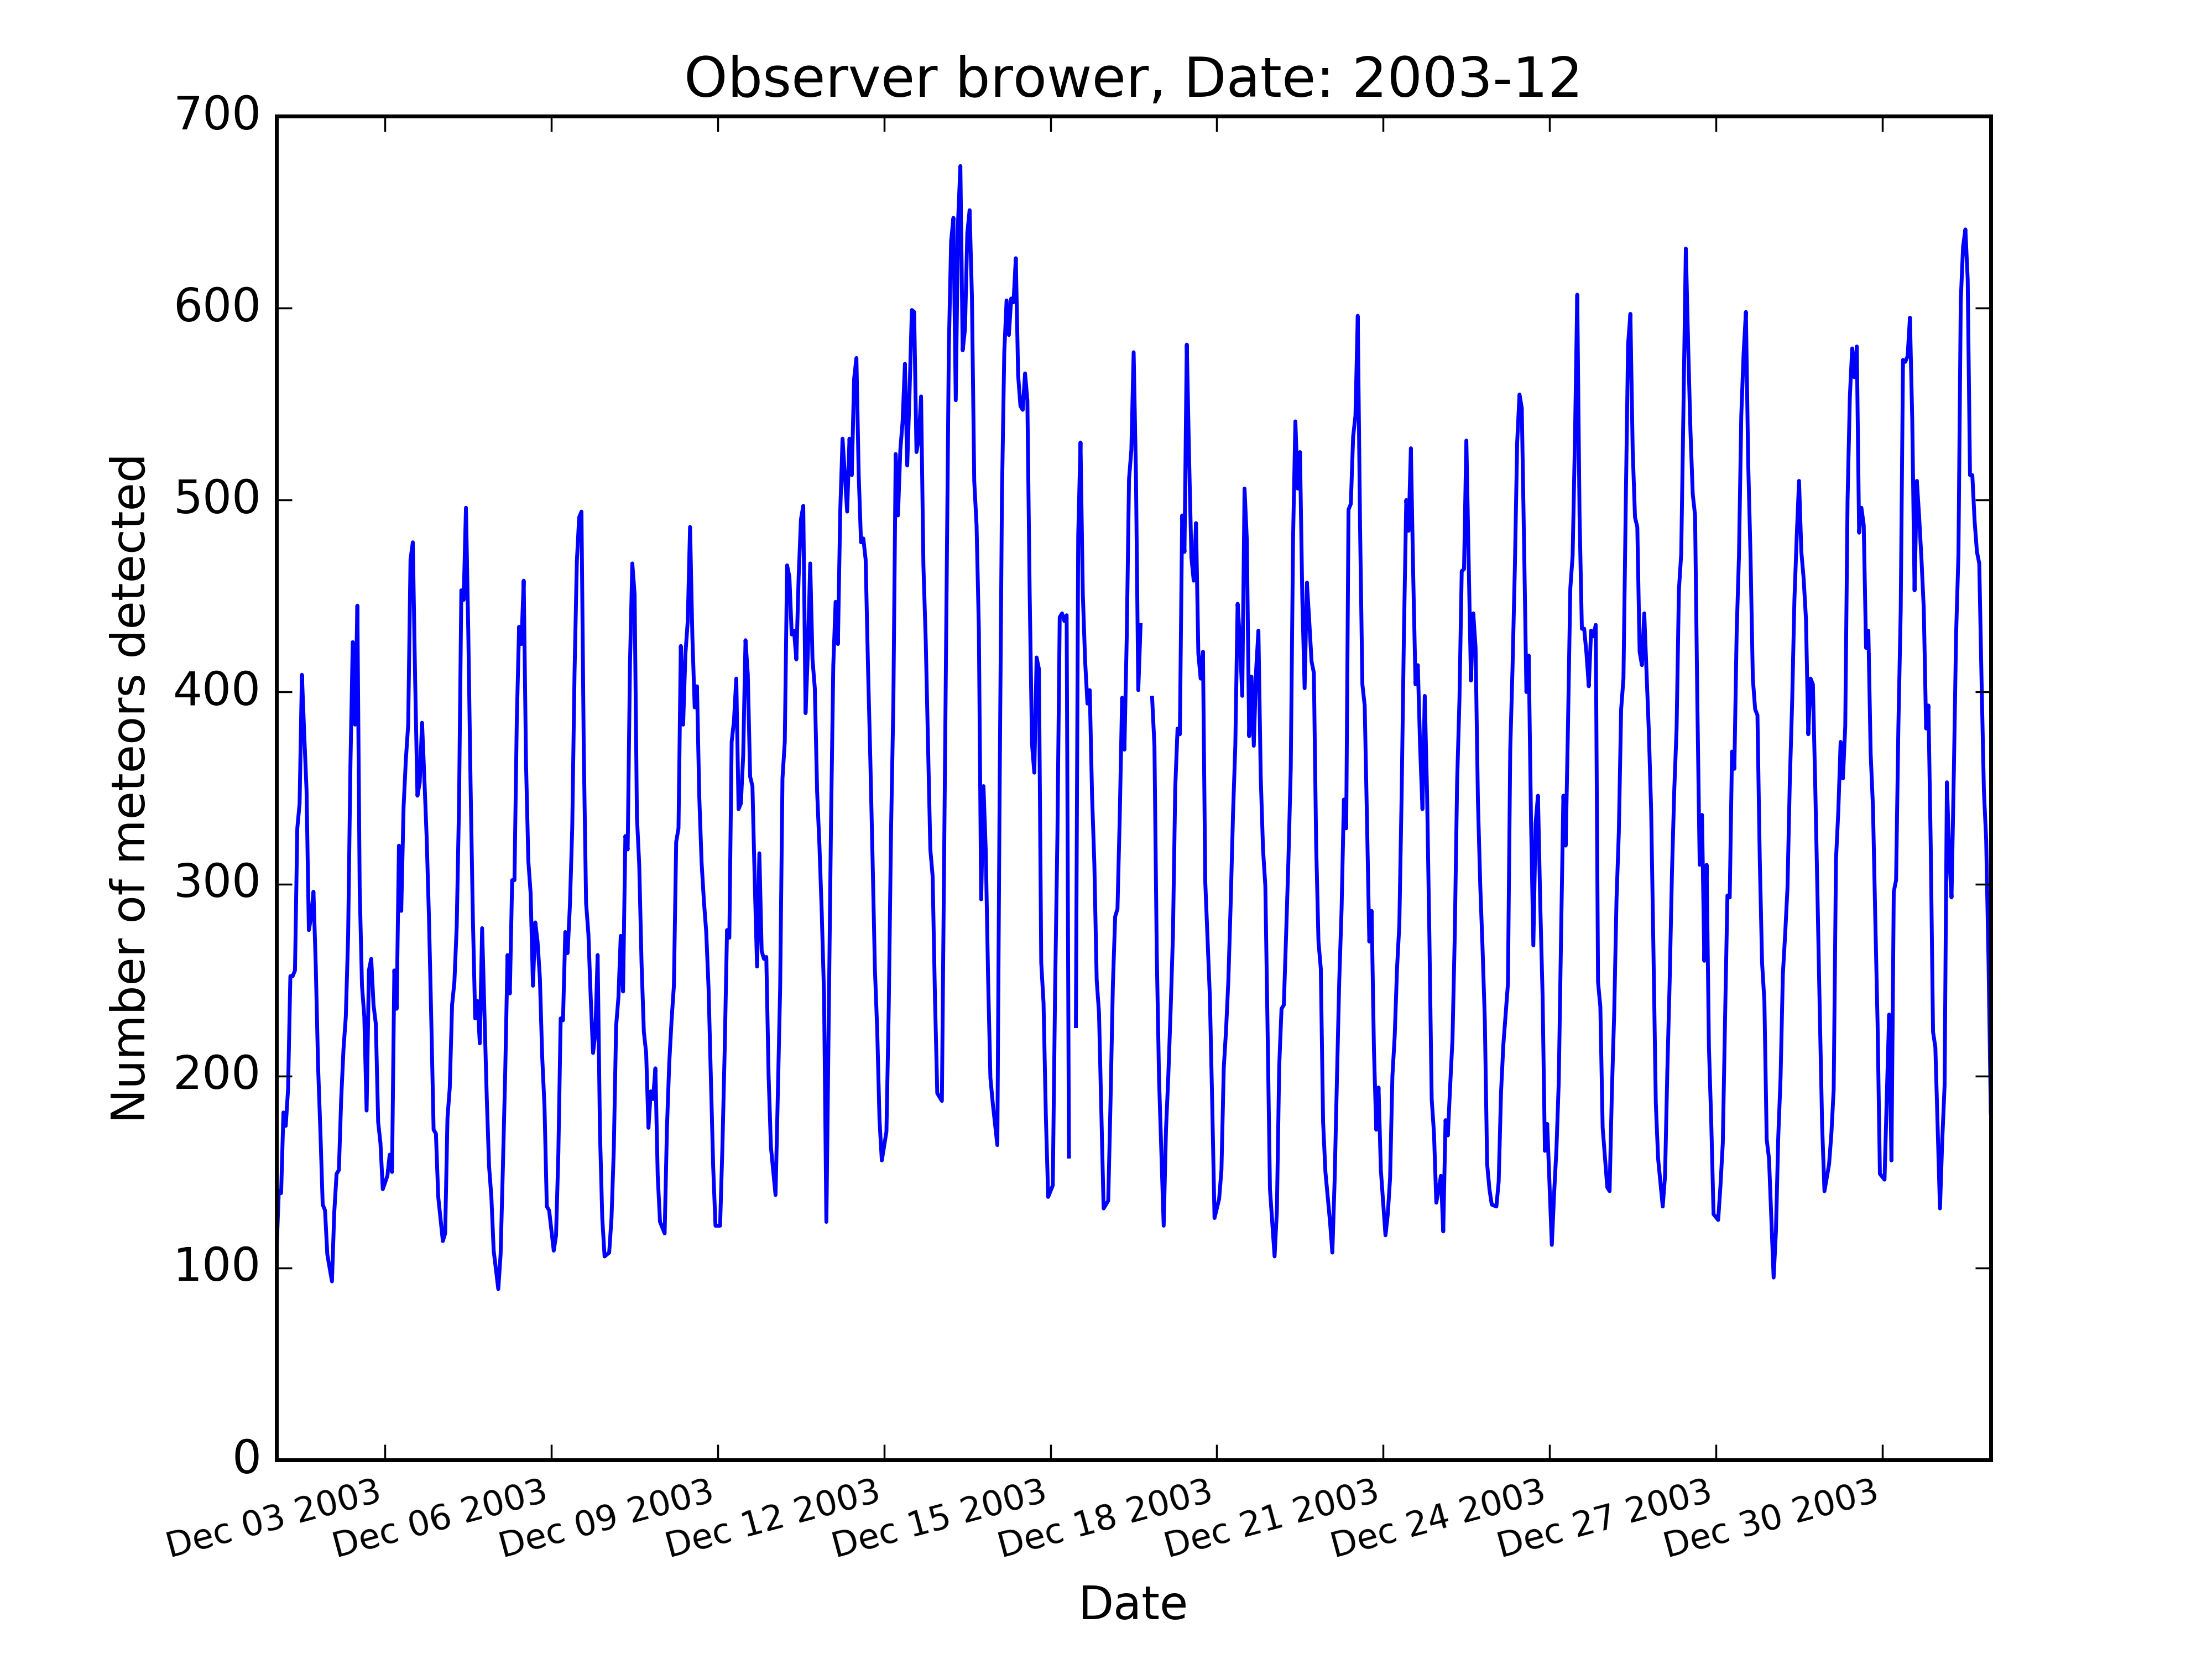 Observer brower, Date: 2003-12
Number of meteors detected
700
600
500
400
300
200
100
0
Dec 03 2003
Dec 06 2003
Dec 09 2003
Dec 12 2003
Dec 15 2003
Dec 18 2003
Dec 21 2003
Dec 24 2003
Dec 27 2003
Dec 30 2003
Date